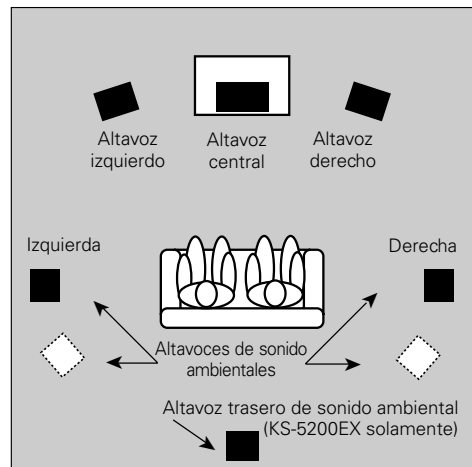 Altavoz
izquierdo
Altavoz
central
Altavoz
derecho
Izquierda
Derecha
Altavoces de sonido
ambientales
Altavoz trasero de sonido ambiental
(KS-5200EX solamente)